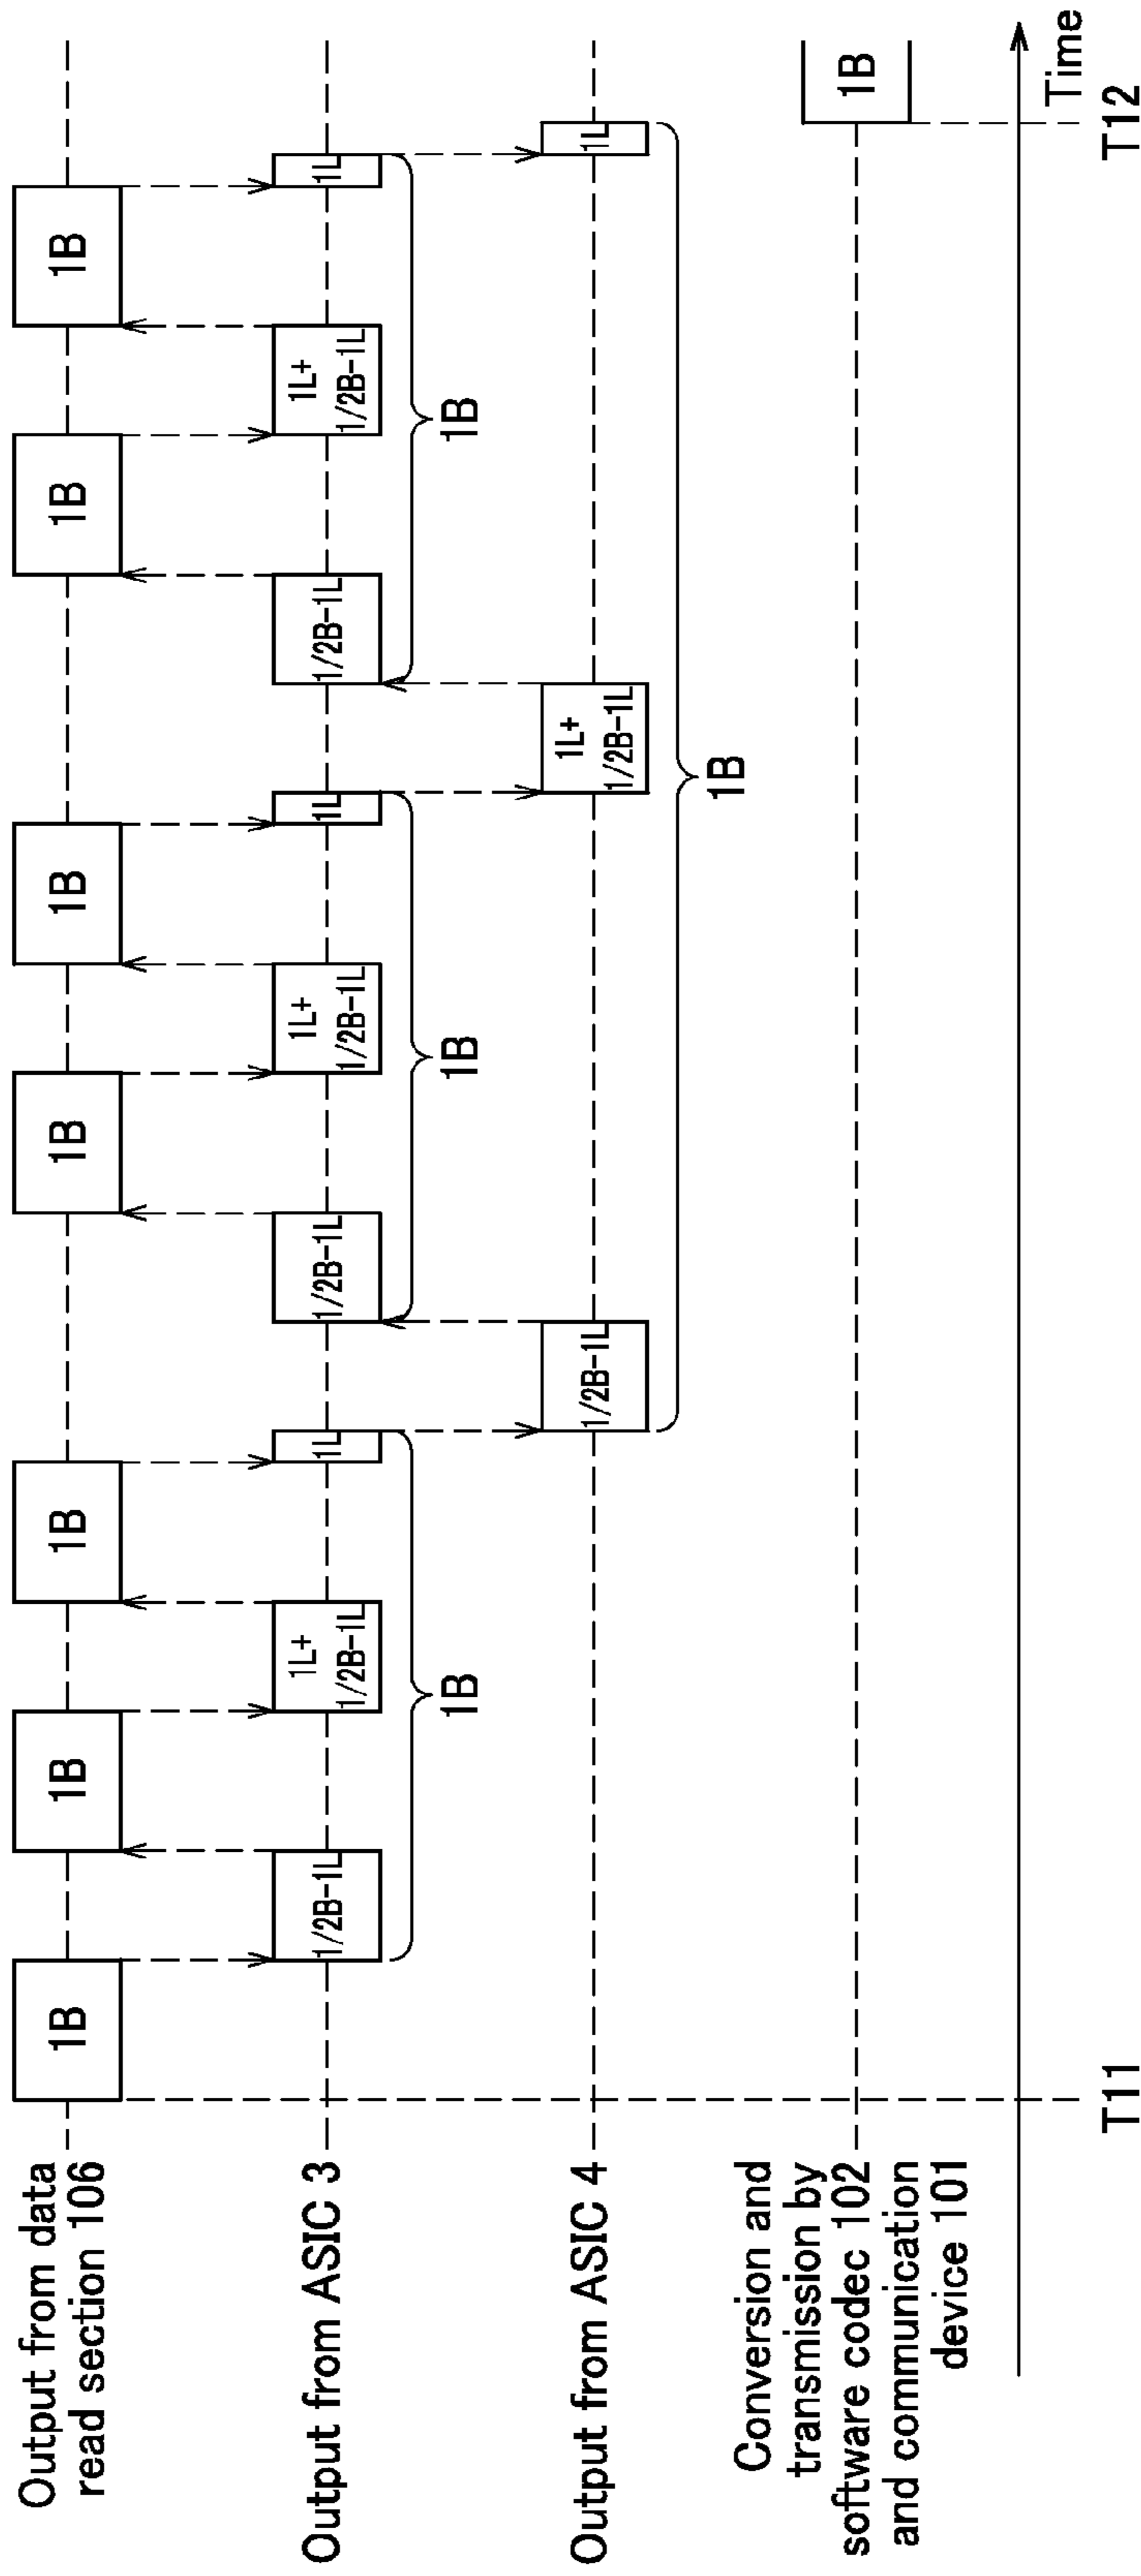 Output from data
read section 106
1B
1B
1B
1B
1B
1B
1B
Output from ASIC 3
1/2B-1L
1L+
1/2B-1L
1L
1/2B-1L
1L+
1/2B-1L
1L
1/2B-1L
1L+
1/2B-1L
1L
1B
1B
1B
Output from ASIC 4
1/2B-1L
1L+
1/2B-1L
1L
1B
Conversion and
transmission by
software codec 102
and communication
device 101
1B
Time
T11
T12